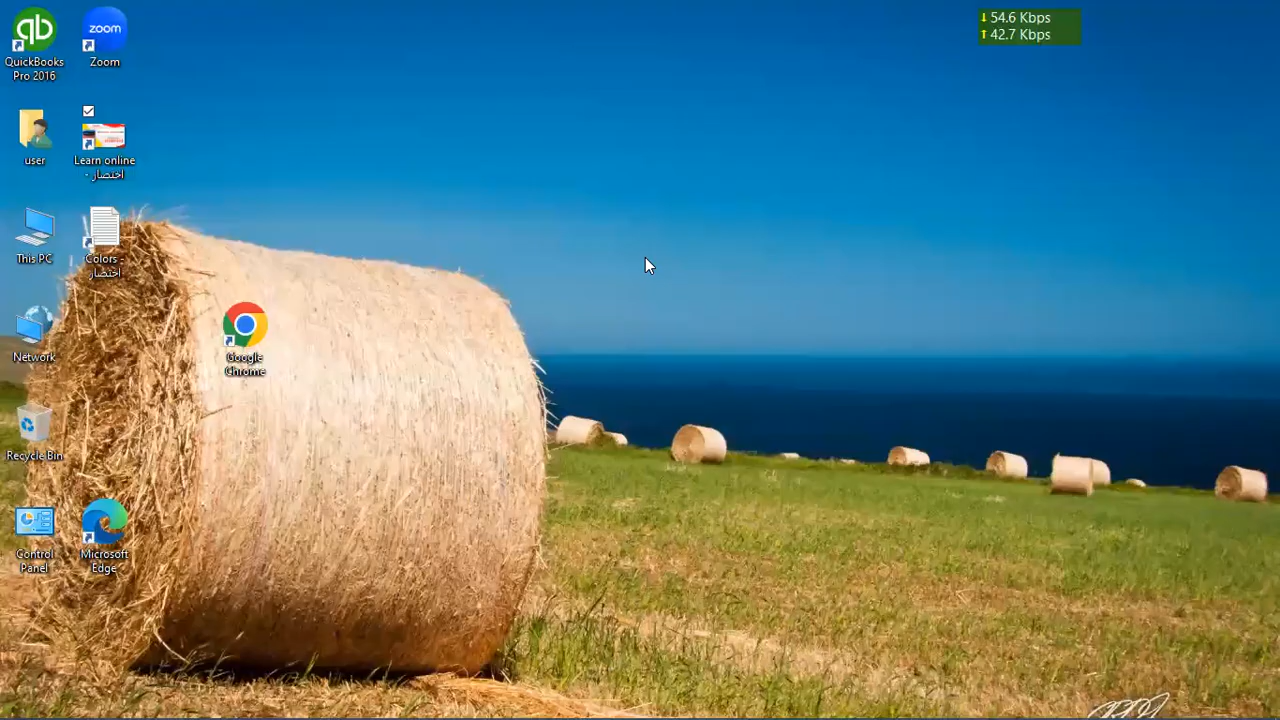 54.6 Kbps
42.7 Kbps
qb
QuickBooks
Pro 2016
zoom
Zoom
user
Learn online
اختصار -
This PC
Colors -
اختصار
Network
Google
Chrome
Recycle Bin
Control
Panel
Microsoft
Edge